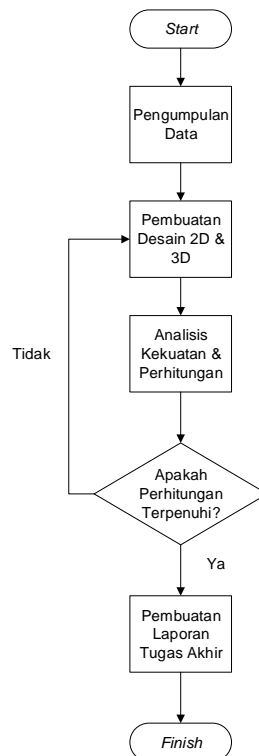 Start
Pengumpulan
Data
Pembuatan
Desain 2D &
3D
Analisis
Kekuatan &
Perhitungan
Tidak
Apakah
Perhitungan
Terpenuhi?
Ya
Pembuatan
Laporan
Tugas Akhir
Finish